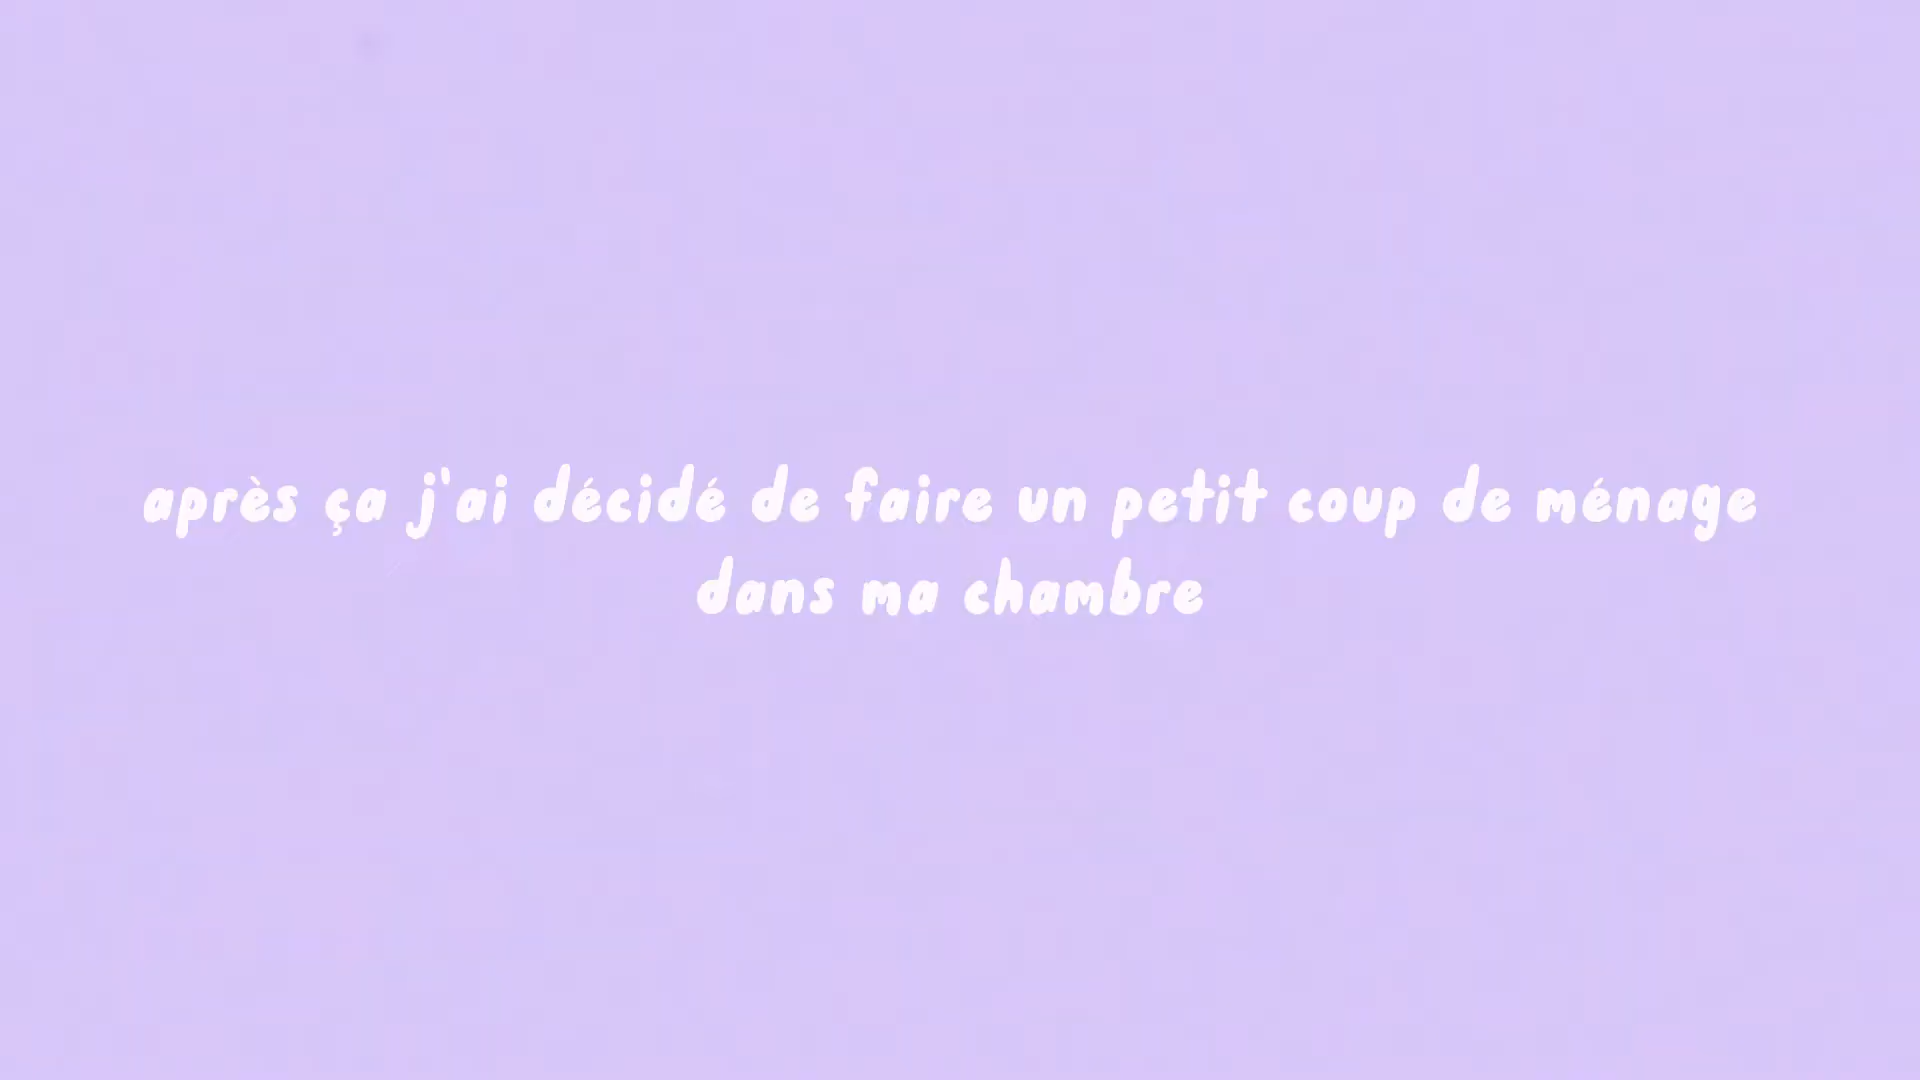 après ça j'ai décidé de faire un petit coup de ménage
dans ma chambre